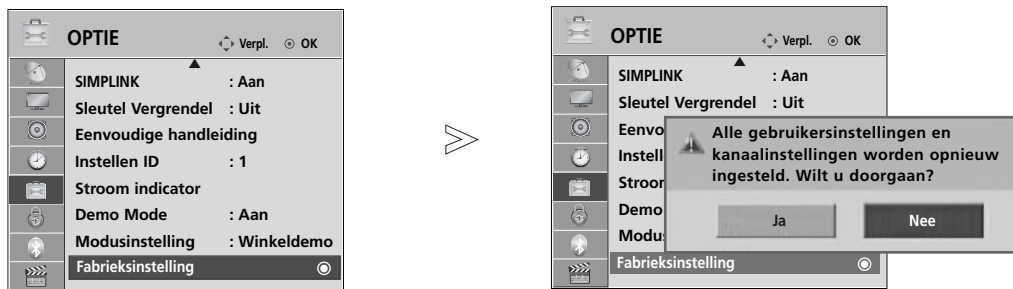 OPTIE
Verpl. OK
SIMPLINK : Aan
Sleutel Vergrendel : Uit
Eenvoudige handleiding
Instellen ID : 1
Stroom indicator
Demo Mode : Aan
Modusinstelling : Winkeldemo
Fabrieksinstelling
OPTIE
Verpl. OK
SIMPLINK : Aan
Sleutel Vergrendel : Uit
Eenvo
Instell
Stroor
Demo
Modus
Fabrieksinstelling
Alle gebruikersinstellingen en
kanaalinstellingen worden opnieuw
ingesteld. Wilt u doorgaan?
Ja Nee